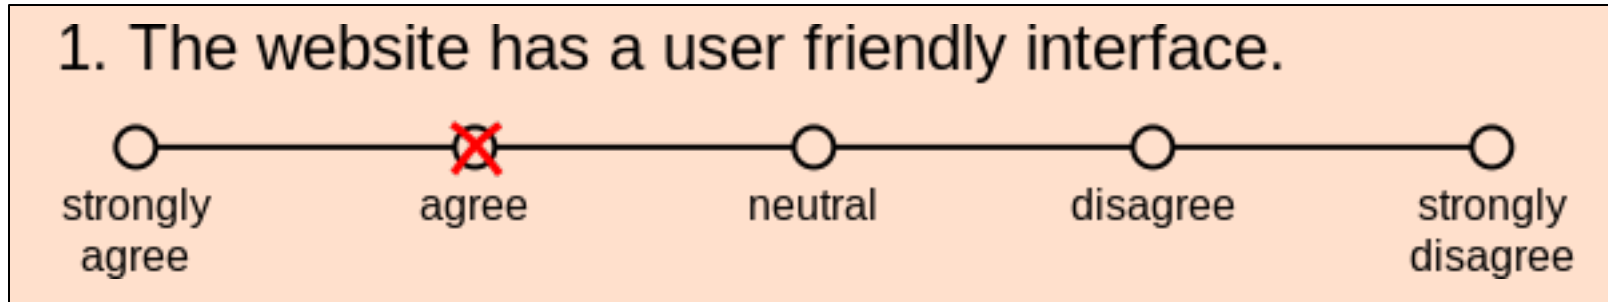 1. The website has a user friendly interface.
strongly agree
agree
neutral
disagree
strongly disagree